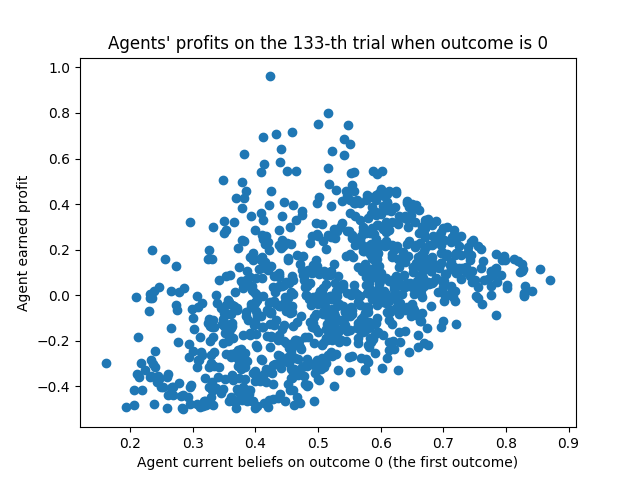 Agents' profits on the 133-th trial when outcome is 0
1.0
0.8
0.6
0.4
0.2
0.0
−0.2
−0.4
Agent earned profit
0.2 0.3 0.4 0.5 0.6 0.7 0.8 0.9
Agent current beliefs on outcome 0 (the first outcome)